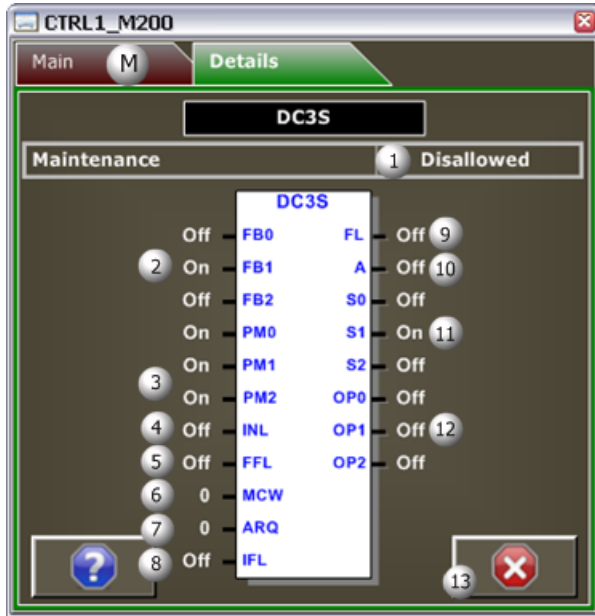 CTRL1_M200
Main M Details
DC3S
Maintenance 1 Disallowed
DC3S
Off FB0 FL Off 9
2 On FB1 A Off 10
Off FB2 S0 Off
On PM0 S1 On 11
On PM1 S2 Off
3
On PM2 OP0 Off
4 Off INL OP1 Off 12
5 Off FFL OP2 Off
6 0 MCW
7 0 ARQ
8 Off IFL
?
13